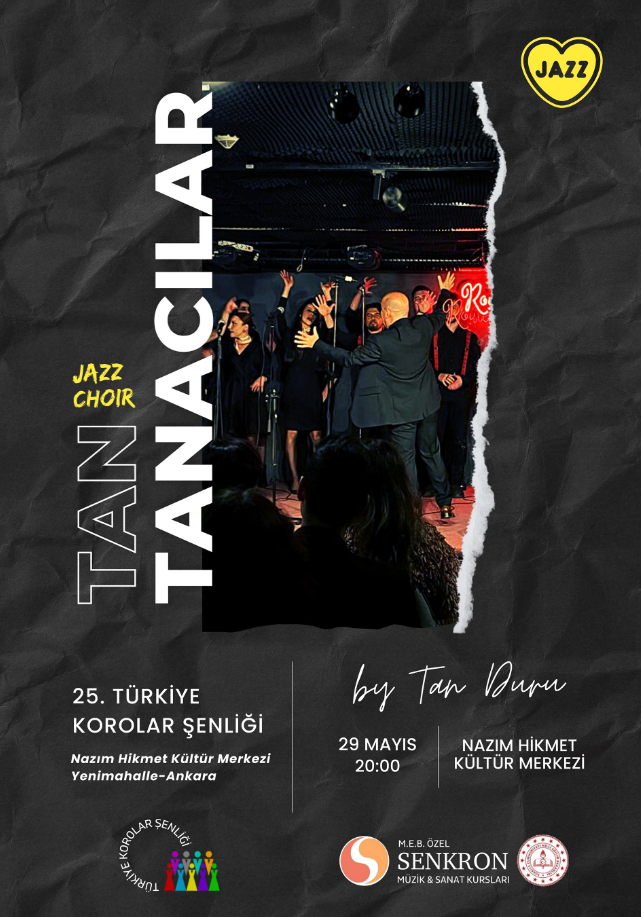 JAZZ
TAN
TANACILAR
JAZZ
CHOIR
25. TÜRKİYE
KOROLAR ŞENLİĞİ
Nazım Hikmet Kültür Merkezi
Yenimahalle-Ankara
by Tan Duru
29 MAYIS
20:00
NAZIM HİKMET
KÜLTÜR MERKEZİ
TÜRKİYE KOROLAR ŞENLİĞİ
M.E.B. ÖZEL
SENKRON
MÜZİK & SANAT KURSLARI